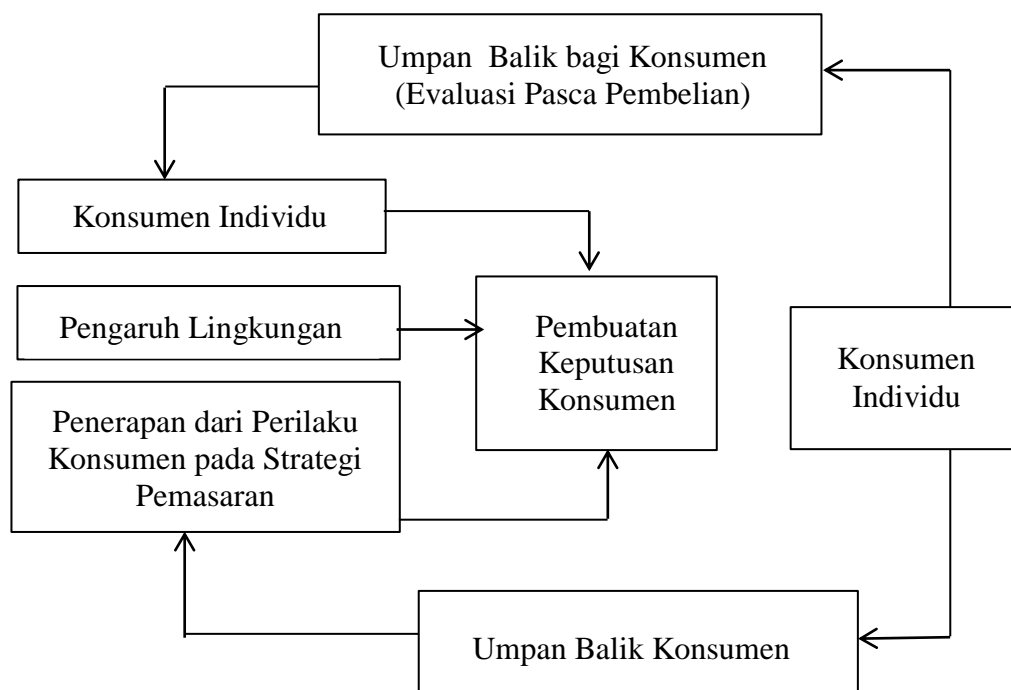 Umpan Balik bagi Konsumen
(Evaluasi Pasca Pembelian)
Konsumen Individu
Pengaruh Lingkungan
Pembuatan
Keputusan
Konsumen
Konsumen
Individu
Penerapan dari Perilaku
Konsumen pada Strategi
Pemasaran
Umpan Balik Konsumen